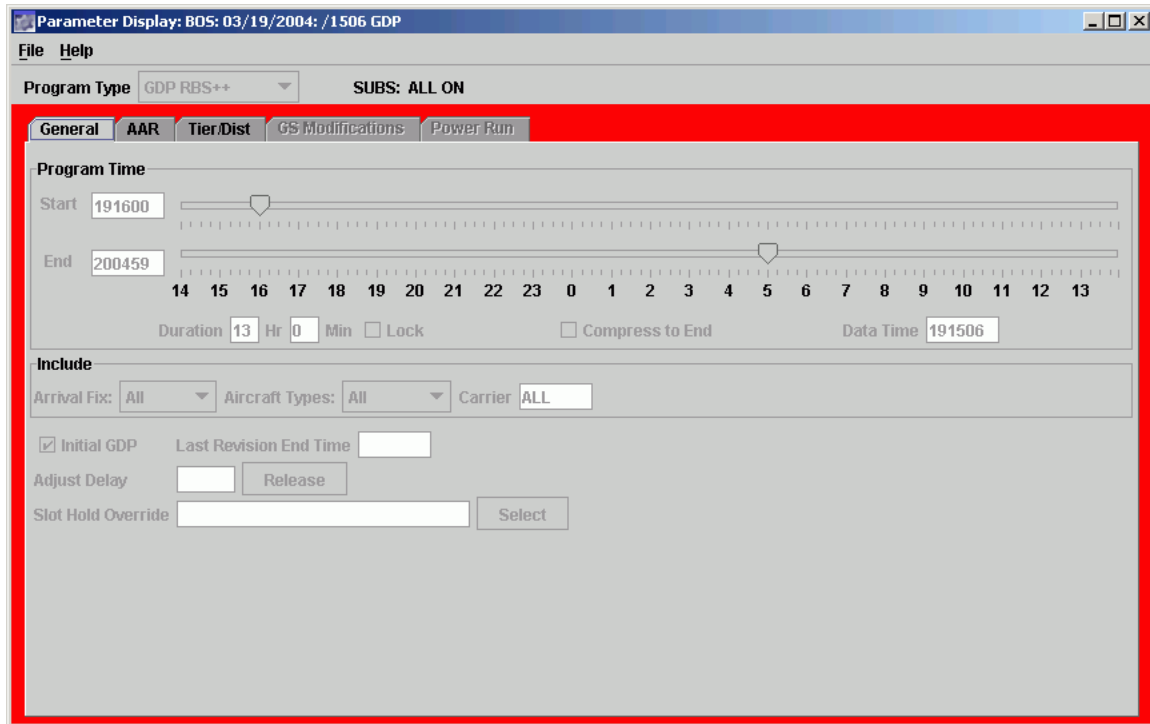 Parameter Display: BOS: 03/19/2004: /1506 GDP
File Help
Program Type GDP RBS++ SUBS: ALL ON
General AAR Tier/Dist GS Modifications Power Run
Program Time
Start 191600
End 200459
14 15 16 17 18 19 20 21 22 23 0 1 2 3 4 5 6 7 8 9 10 11 12 13
Duration 13 Hr 0 Min Lock Compress to End Data Time 191506
Include
Arrival Fix: All Aircraft Types: All Carrier ALL
Initial GDP Last Revision End Time
Adjust Delay Release
Slot Hold Override Select